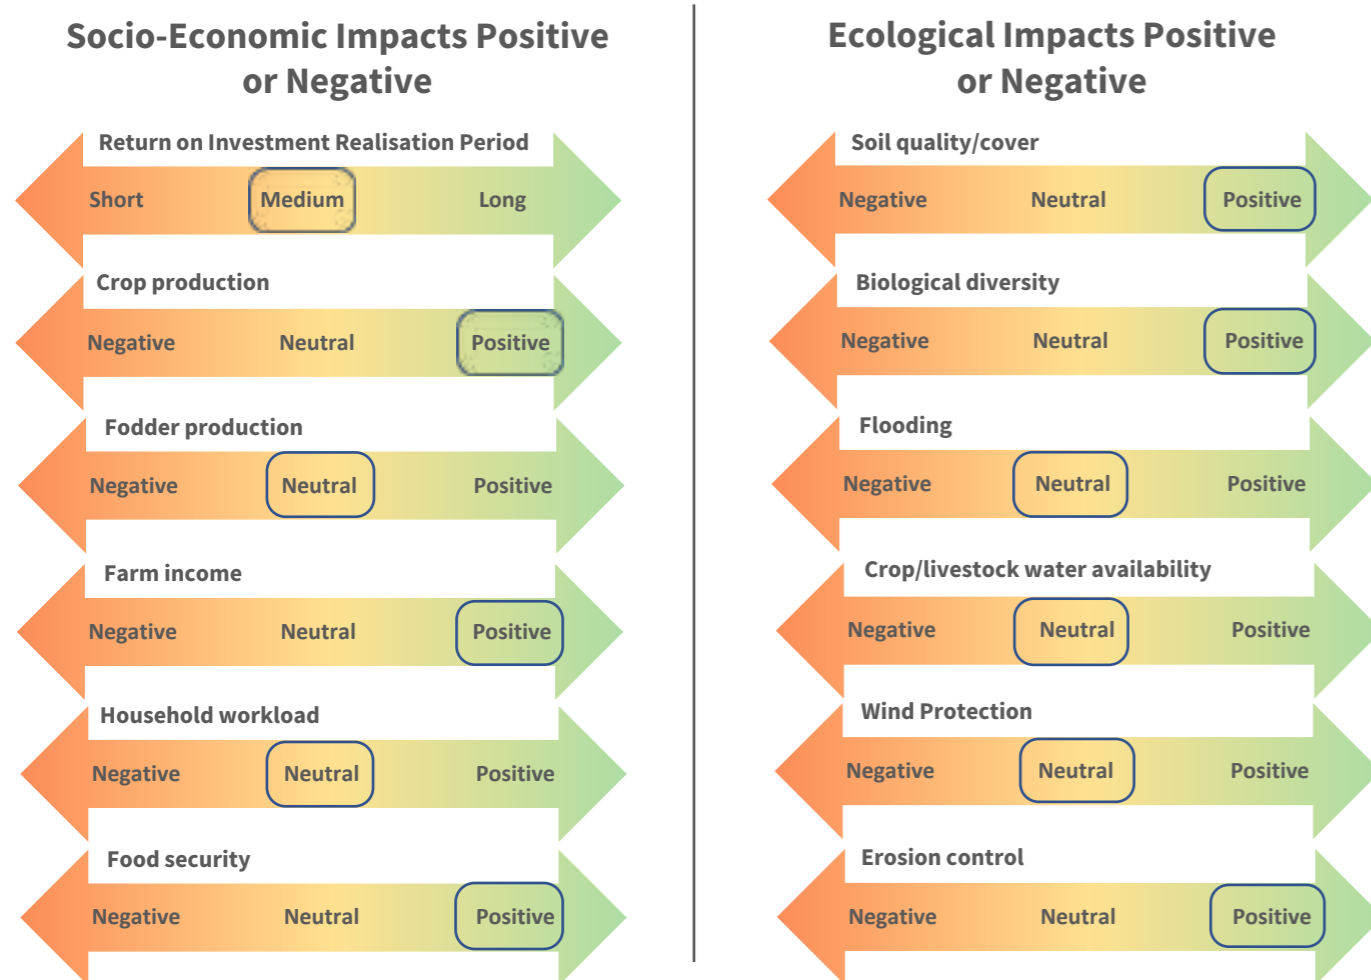 Socio-Economic Impacts Positive
or Negative
Return on Investment Realisation Period
Short Medium Long
Crop production
Negative Neutral Positive
Fodder production
Negative Neutral Positive
Farm income
Negative Neutral Positive
Household workload
Negative Neutral Positive
Food security
Negative Neutral Positive
Ecological Impacts Positive
or Negative
Soil quality/cover
Negative Neutral Positive
Biological diversity
Negative Neutral Positive
Flooding
Negative Neutral Positive
Crop/livestock water availability
Negative Neutral Positive
Wind Protection
Negative Neutral Positive
Erosion control
Negative Neutral Positive